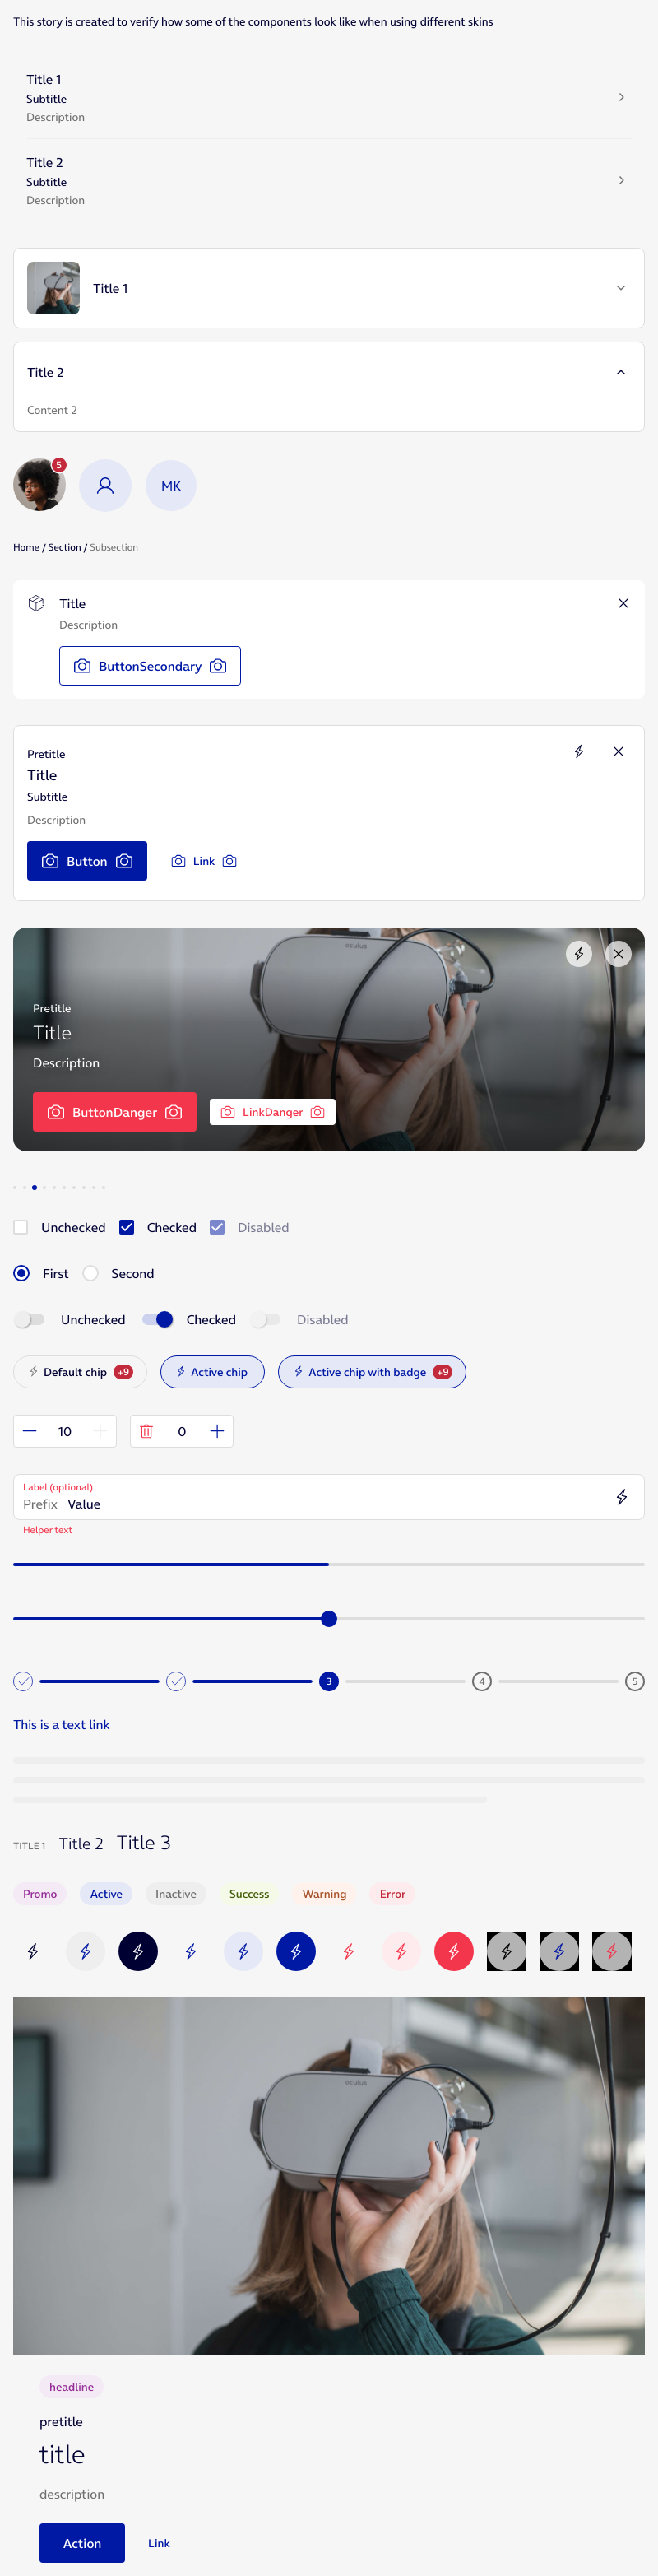 This story is created to verify how some of the components look like when using different skins
Title 1
Subtitle
Description
Title 2
Subtitle
Description
Title 1
Title 2
Content 2
5
MK
Home / Section / Subsection
Title
Description
ButtonSecondary
Pretitle
Title
Subtitle
Description
Button Link
oculus
Pretitle
Title
Description
ButtonDanger LinkDanger
Unchecked Checked Disabled
First Second
Unchecked Checked Disabled
Default chip +9 Active chip Active chip with badge +9
10 0
Label (optional)
Prefix Value
Helper text
3 4 5
This is a text link
TITLE 1 Title 2 Title 3
Promo Active Inactive Success Warning Error
oculus
headline
pretitle
title
description
Action Link